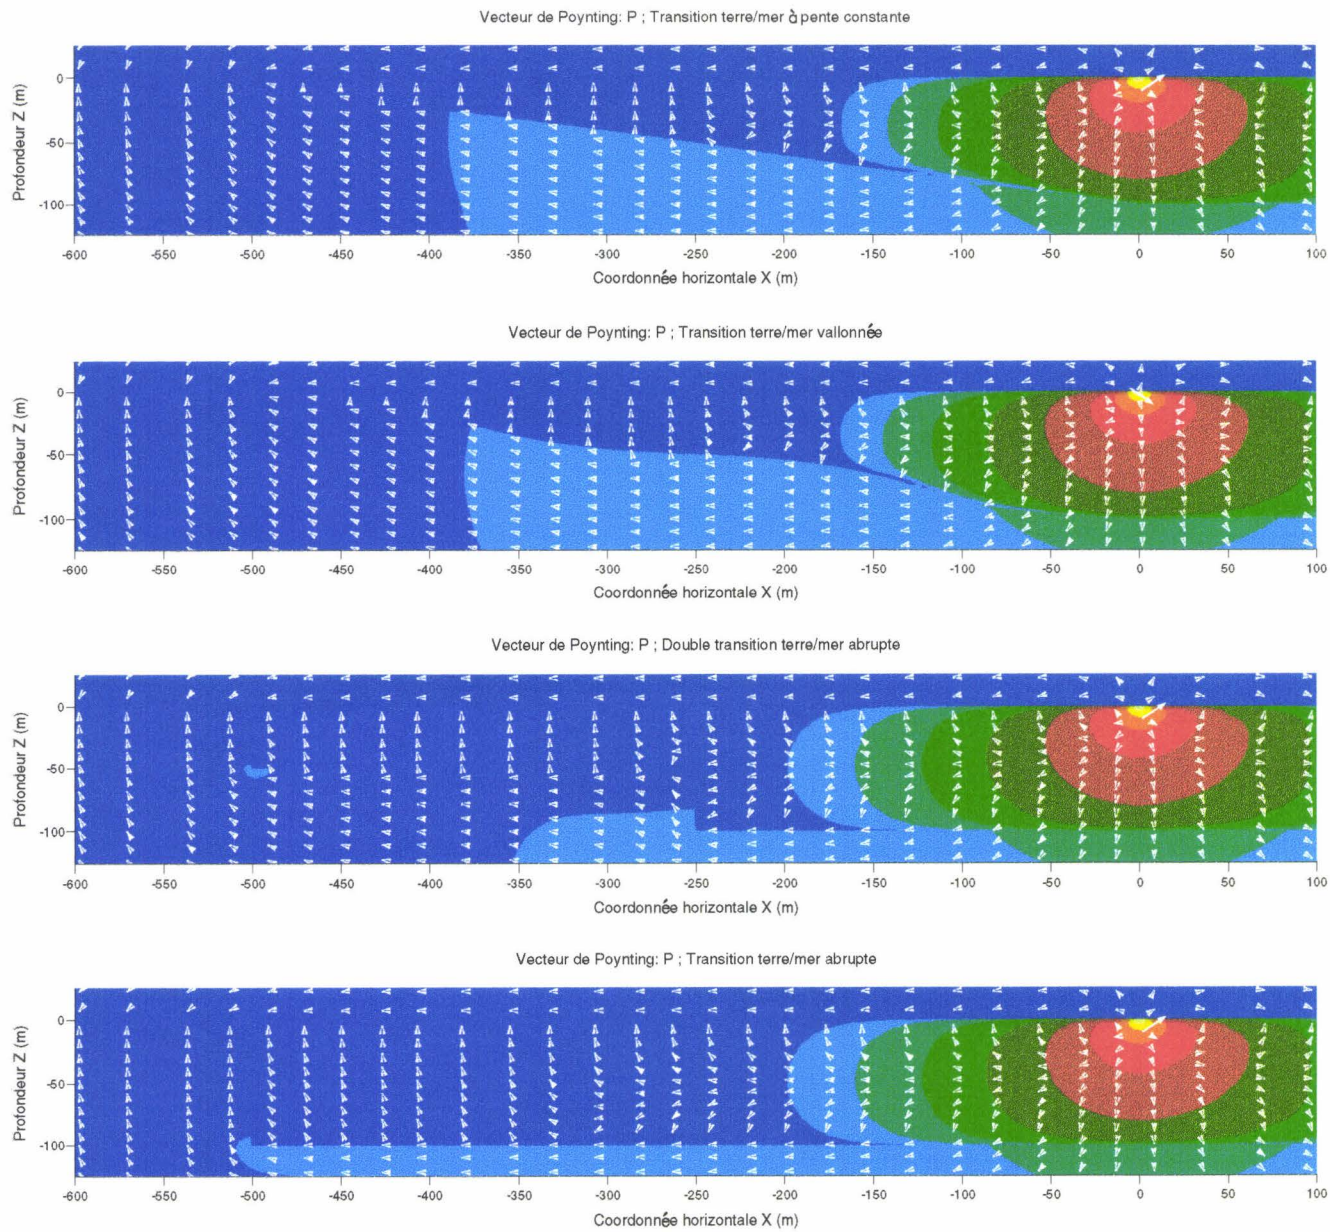 Vecteur de Poynting: P ; Transition terre/mer à pente constante
Profondeur Z (m)
0
-50
-100
-600 -550 -500 -450 -400 -350 -300 -250 -200 -150 -100 -50 0 50 100
Coordonnée horizontale X (m)
Vecteur de Poynting: P ; Transition terre/mer vallonnée
Profondeur Z (m)
0
-50
-100
-600 -550 -500 -450 -400 -350 -300 -250 -200 -150 -100 -50 0 50 100
Coordonnée horizontale X (m)
Vecteur de Poynting: P ; Double transition terre/mer abrupte
Profondeur Z (m)
0
-50
-100
-600 -550 -500 -450 -400 -350 -300 -250 -200 -150 -100 -50 0 50 100
Coordonnée horizontale X (m)
Vecteur de Poynting: P ; Transition terre/mer abrupte
Profondeur Z (m)
0
-50
-100
-600 -550 -500 -450 -400 -350 -300 -250 -200 -150 -100 -50 0 50 100
Coordonnée horizontale X (m)